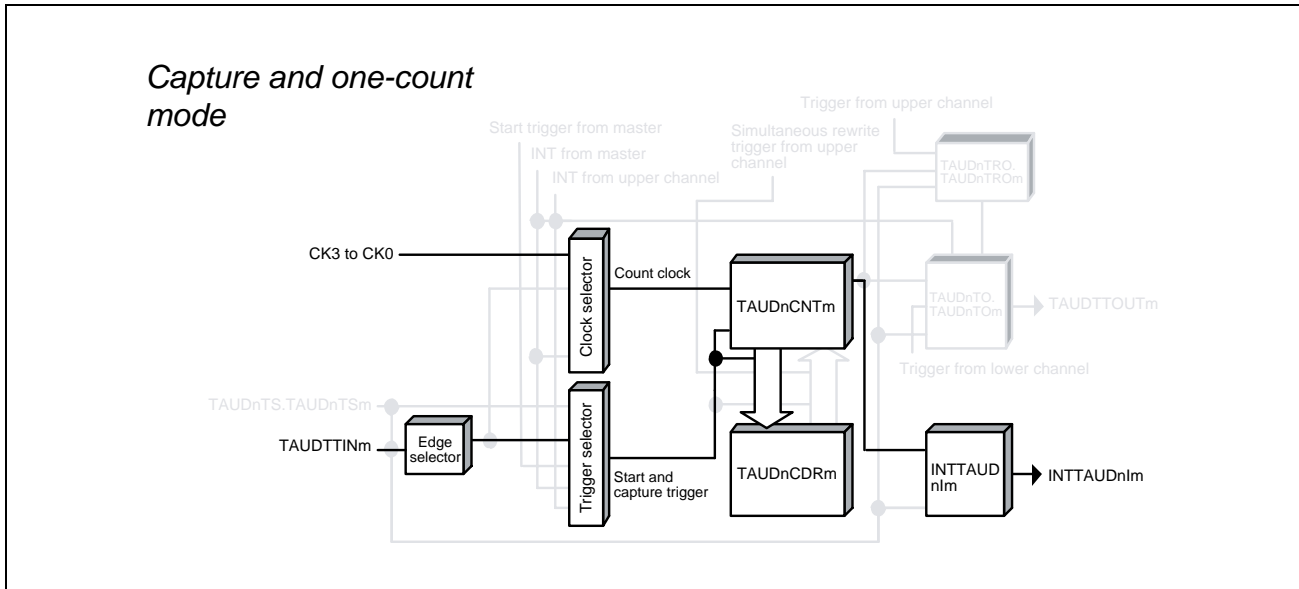 Capture and one-count
mode
Trigger from upper channel
Start trigger from master
Simultaneous rewrite
trigger from upper
channel
INT from master
INT from upper channel
TAUDnTRO.
TAUDnTROm
CK3 to CK0
Clock selector
Count clock
TAUDnCNTm
TAUDnTO.
TAUDnTOm
TAUDTTOUTm
Trigger from lower channel
TAUDnTS.TAUDnTSm
TAUDTTINm
Edge
selector
Trigger selector
Start and
capture trigger
TAUDnCDRm
INTTAUD
nIm
INTTAUDnIm